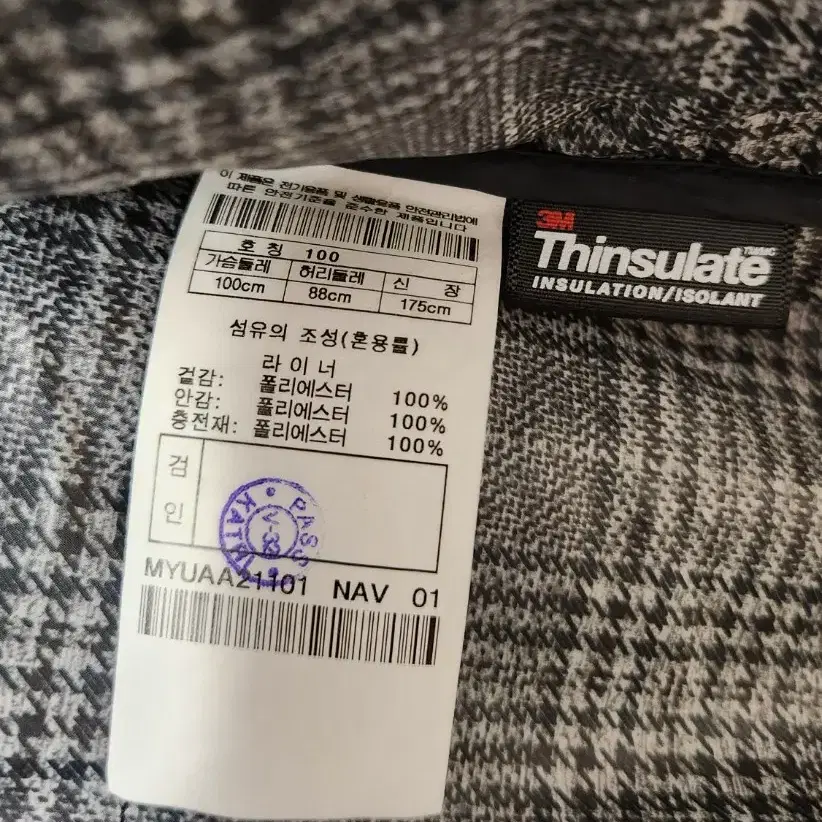 이 제품은 전기용품 및 생활용품 안전관리법에
따른 안전기준을 준수한 제품입니다
호 칭 100
가슴둘레 허리둘레 신 장
100cm 88cm 175cm
섬유의 조성(혼용률)
라 이 너
겉감: 폴리에스터 100%
안감: 폴리에스터 100%
충전재: 폴리에스터 100%
검
인
PASS
KATRI
V-32
MYUAA21101 NAV 01
3M
Thinsulate
INSULATION/ISOLANT